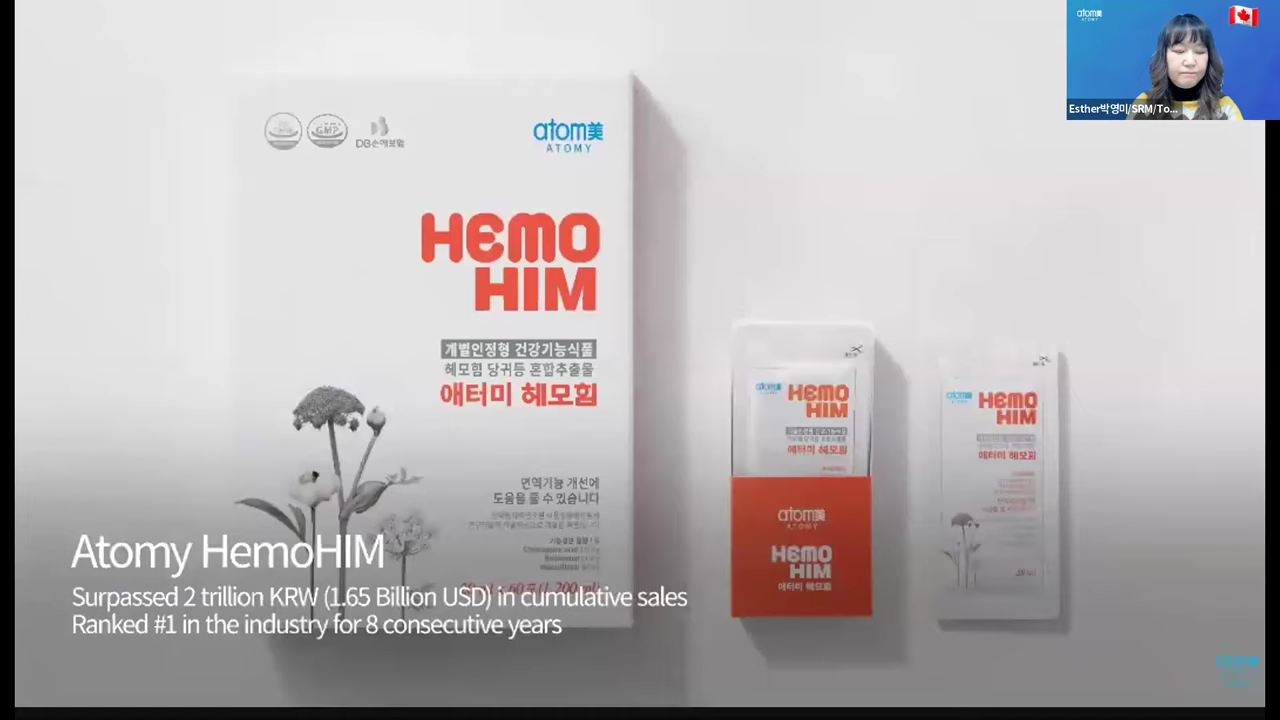 atom美
ATOMY
Esther박영미/SRM/To...
GMP
DB손해보험
atom美
ATOMY
HEMO
HIM
개별인정형 건강기능식품
헤모힘 당귀등 혼합추출물
애터미 헤모힘
면역기능 개선에
도움을 줄 수 있습니다
atom美
HEMO
HIM
애터미 헤모힘
atom美
ATOMY
HEMO
HIM
애터미 헤모힘
atom美
HEMO
HIM
애터미 헤모힘
Atomy HemoHIM
Surpassed 2 trillion KRW (1.65 Billion USD) in cumulative sales
Ranked #1 in the industry for 8 consecutive years